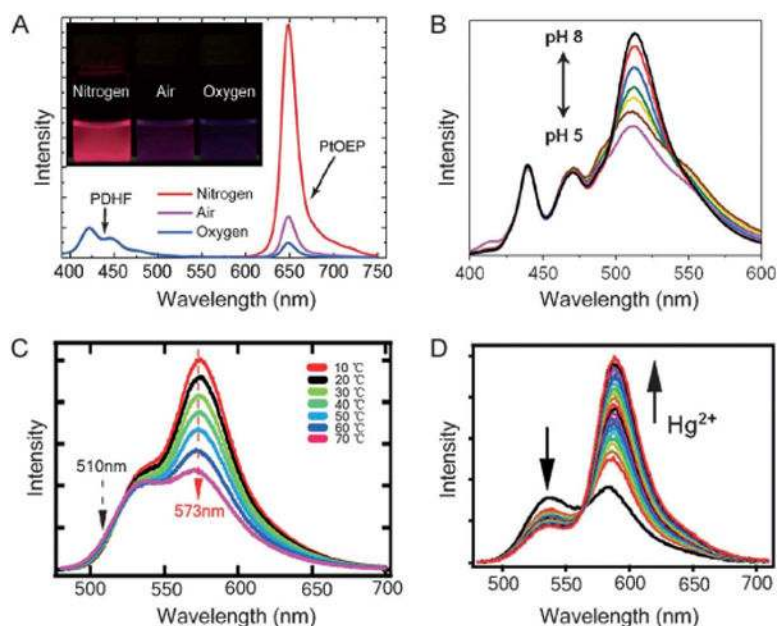 A
Nitrogen Air Oxygen
PDHF
PtOEP
Nitrogen
Air
Oxygen
Intensity
400 450 500 550 600 650 700 750
Wavelength (nm)
B
pH 8
pH 5
Intensity
400 450 500 550 600
Wavelength (nm)
C
10 ℃
20 ℃
30 ℃
40 ℃
50 ℃
60 ℃
70 ℃
510nm
573nm
Intensity
500 550 600 650 700
Wavelength (nm)
D
Hg²⁺
Intensity
500 550 600 650 700
Wavelength (nm)